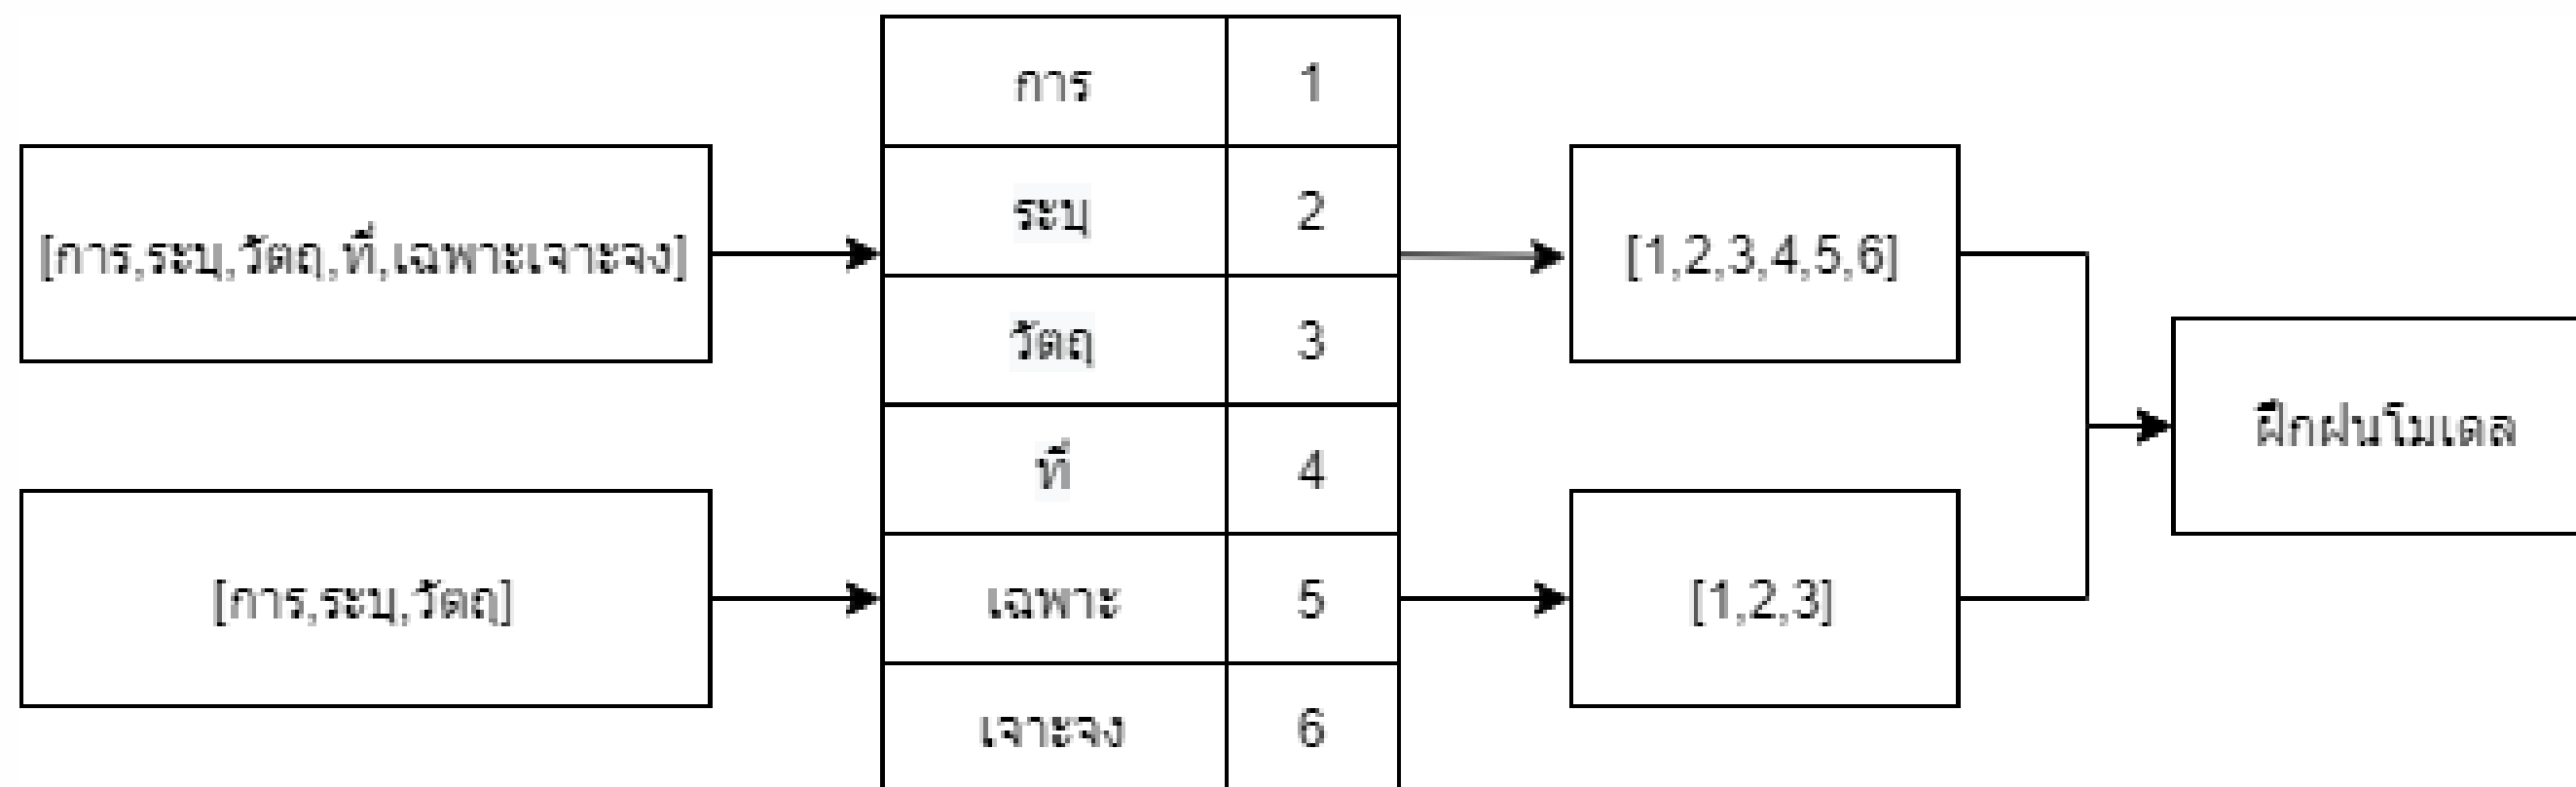 [การ,ระบุ,วัตถุ,ที่,เฉพาะเจาะจง]
[การ,ระบุ,วัตถุ]
การ 1
ระบุ 2
วัตถุ 3
ที่ 4
เฉพาะ 5
เจาะจง 6
[1,2,3,4,5,6]
[1,2,3]
ฝึกฝนโมเดล